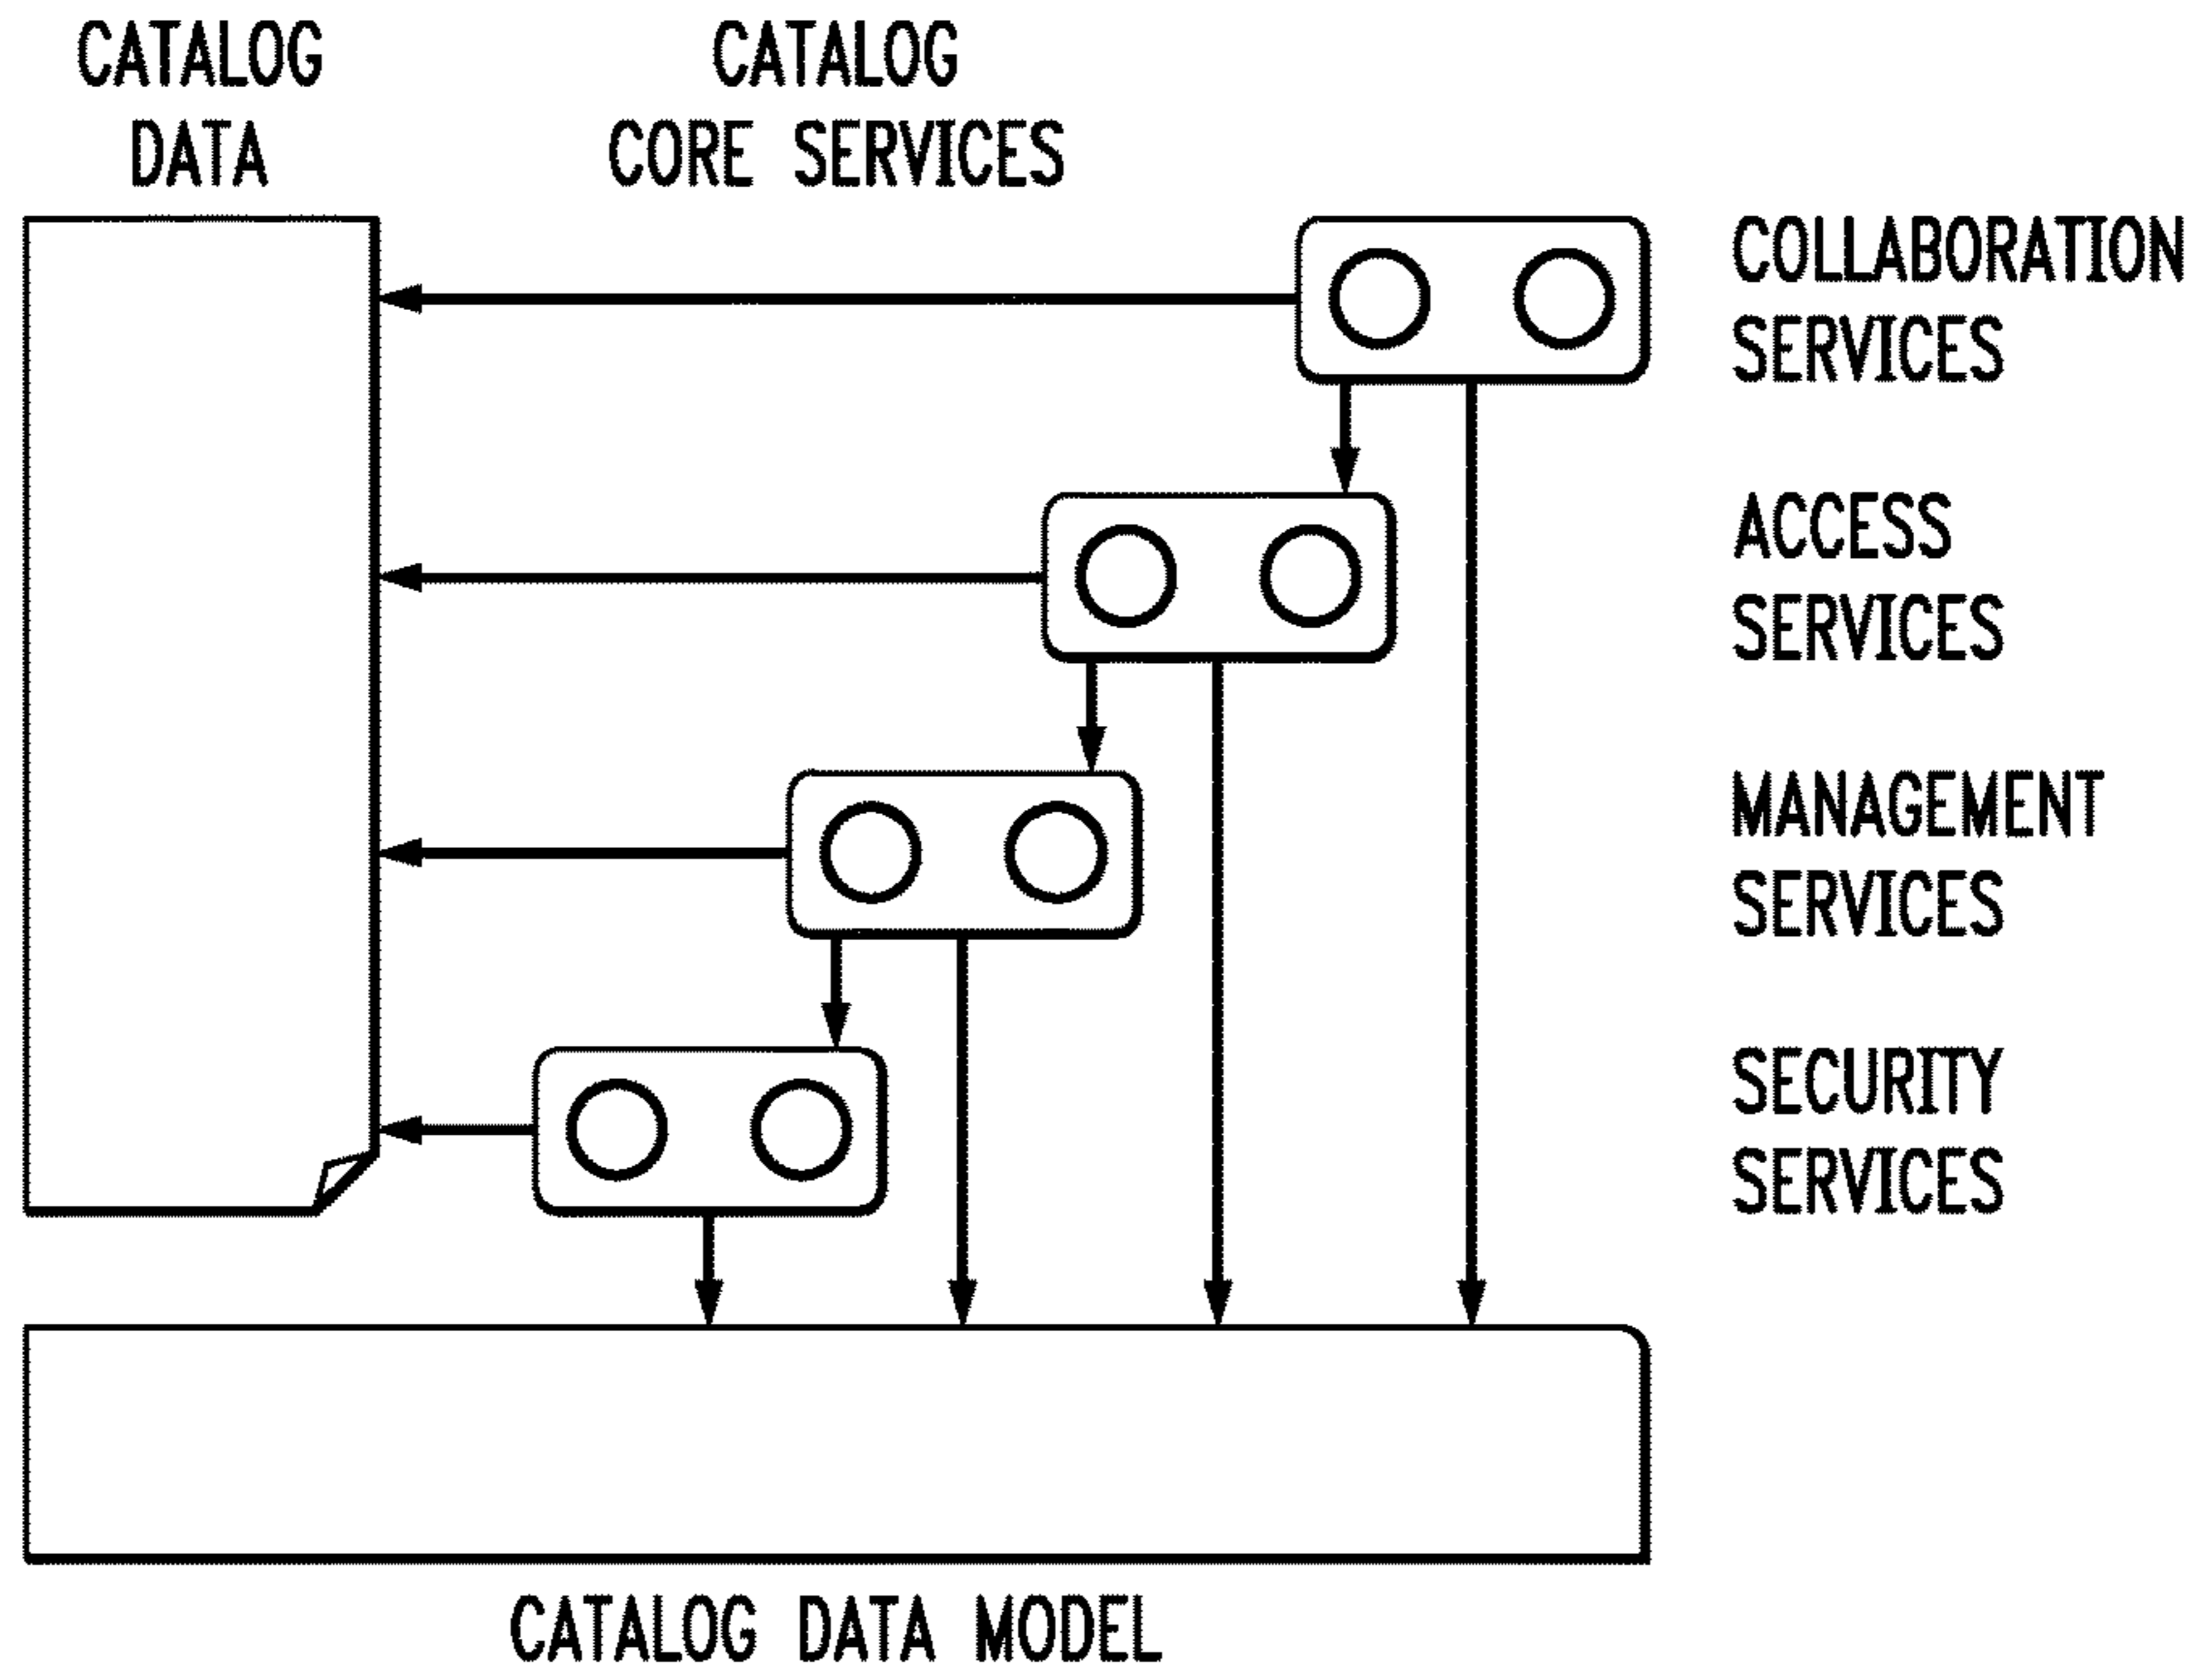 CATALOG
DATA
CATALOG
CORE SERVICES
COLLABORATION
SERVICES
ACCESS
SERVICES
MANAGEMENT
SERVICES
SECURITY
SERVICES
CATALOG DATA MODEL